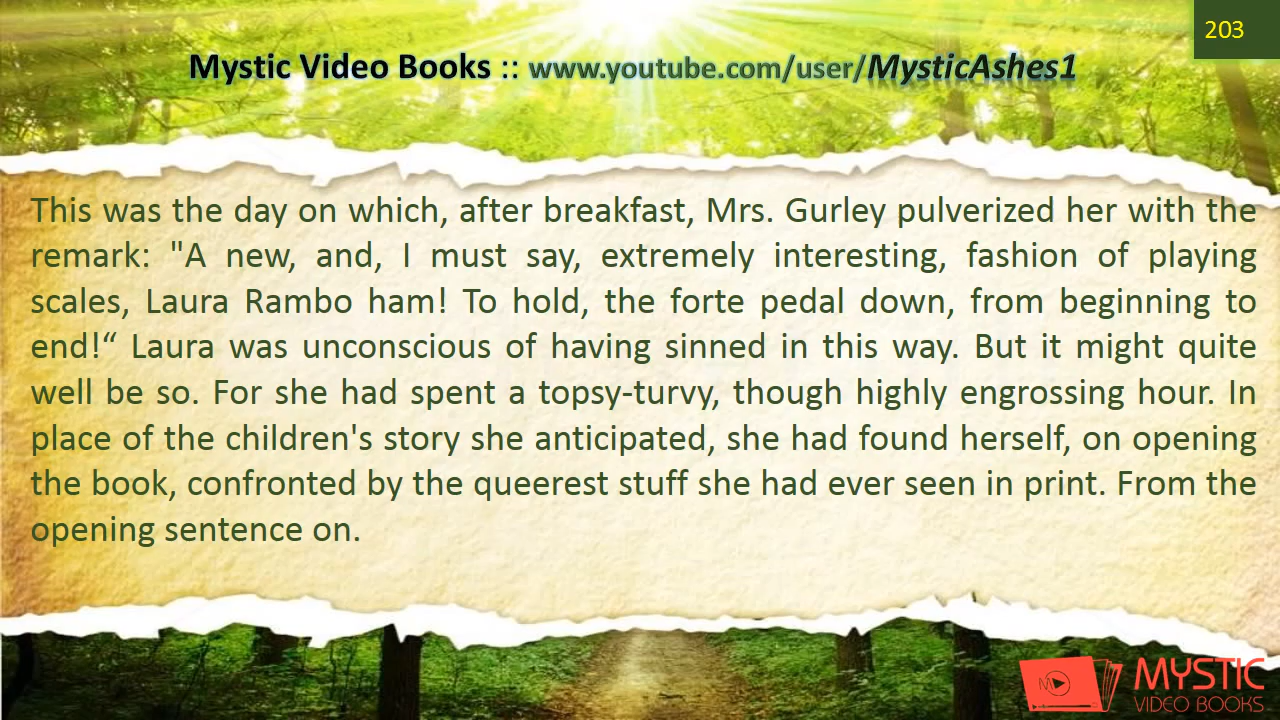 203
Mystic Video Books :: www.youtube.com/user/MysticAshes1
This was the day on which, after breakfast, Mrs. Gurley pulverized her with the
remark: "A new, and, I must say, extremely interesting, fashion of playing
scales, Laura Rambo ham! To hold, the forte pedal down, from beginning to
end!“ Laura was unconscious of having sinned in this way. But it might quite
well be so. For she had spent a topsy-turvy, though highly engrossing hour. In
place of the children's story she anticipated, she had found herself, on opening
the book, confronted by the queerest stuff she had ever seen in print. From the
opening sentence on.
MYSTIC
VIDEO BOOKS